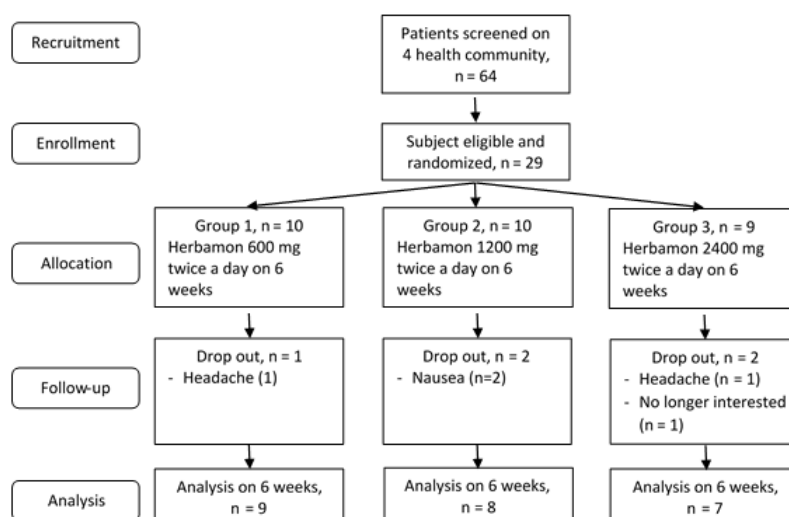 Recruitment
Patients screened on
4 health community,
n = 64
Enrollment
Subject eligible and
randomized, n = 29
Allocation
Group 1, n = 10
Herbamon 600 mg
twice a day on 6
weeks
Group 2, n = 10
Herbamon 1200 mg
twice a day on 6
weeks
Group 3, n = 9
Herbamon 2400 mg
twice a day on 6
weeks
Follow-up
Drop out, n = 1
- Headache (1)
Drop out, n = 2
- Nausea (n=2)
Drop out, n = 2
- Headache (n = 1)
- No longer interested
(n = 1)
Analysis
Analysis on 6 weeks,
n = 9
Analysis on 6 weeks,
n = 8
Analysis on 6 weeks,
n = 7